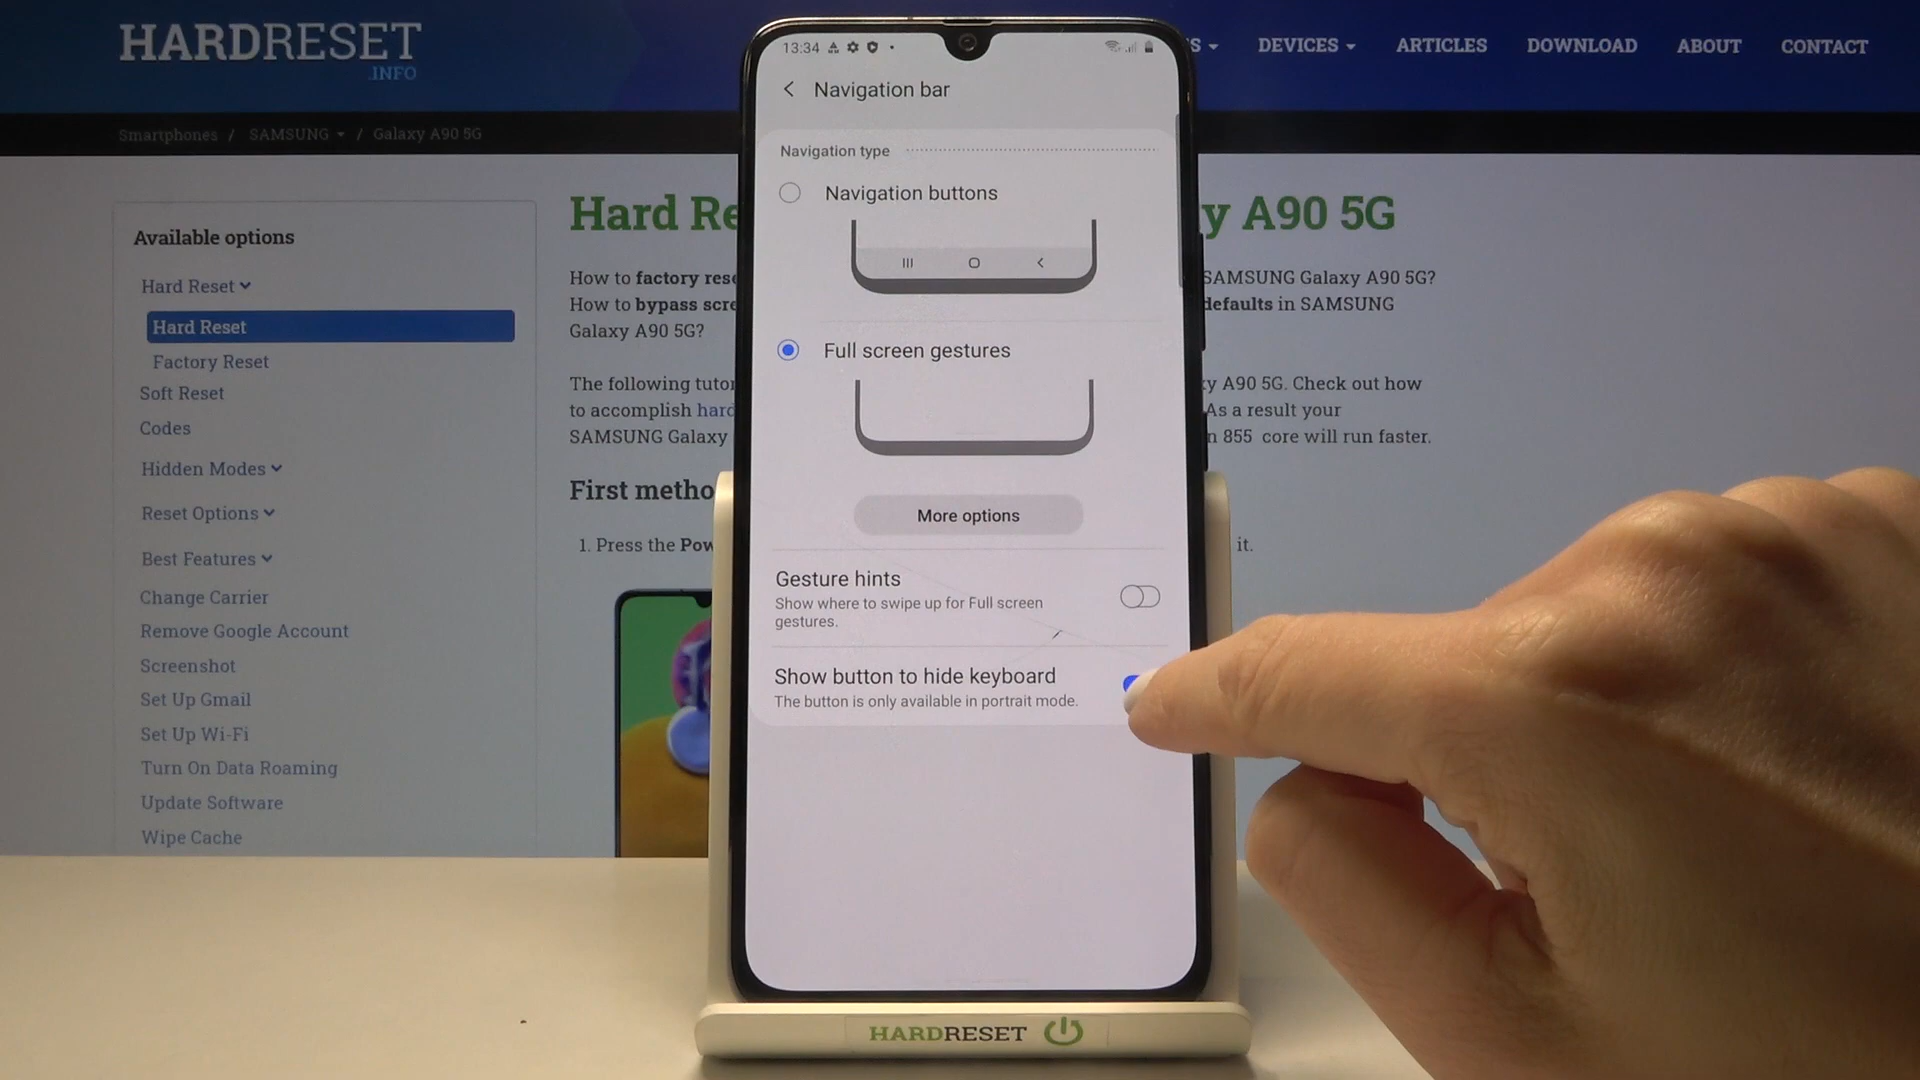 HARDRESET
.INFO
DEVICES
ARTICLES
DOWNLOAD
ABOUT
CONTACT
Smartphones / SAMSUNG / Galaxy A90 5G
Available options
Hard Reset
Hard Reset
Factory Reset
Soft Reset
Codes
Hidden Modes
Reset Options
Best Features
Change Carrier
Remove Google Account
Screenshot
Set Up Gmail
Set Up Wi-Fi
Turn On Data Roaming
Update Software
Wipe Cache
Hard Re
y A90 5G
How to factory rese
SAMSUNG Galaxy A90 5G?
How to bypass scre
defaults in SAMSUNG
Galaxy A90 5G?
The following tutor
y A90 5G. Check out how
to accomplish hard
As a result your
SAMSUNG Galaxy
n 855 core will run faster.
First metho
1. Press the Pow
it.
13:34
Navigation bar
Navigation type
Navigation buttons
Full screen gestures
More options
Gesture hints
Show where to swipe up for Full screen
gestures.
Show button to hide keyboard
The button is only available in portrait mode.
HARDRESET